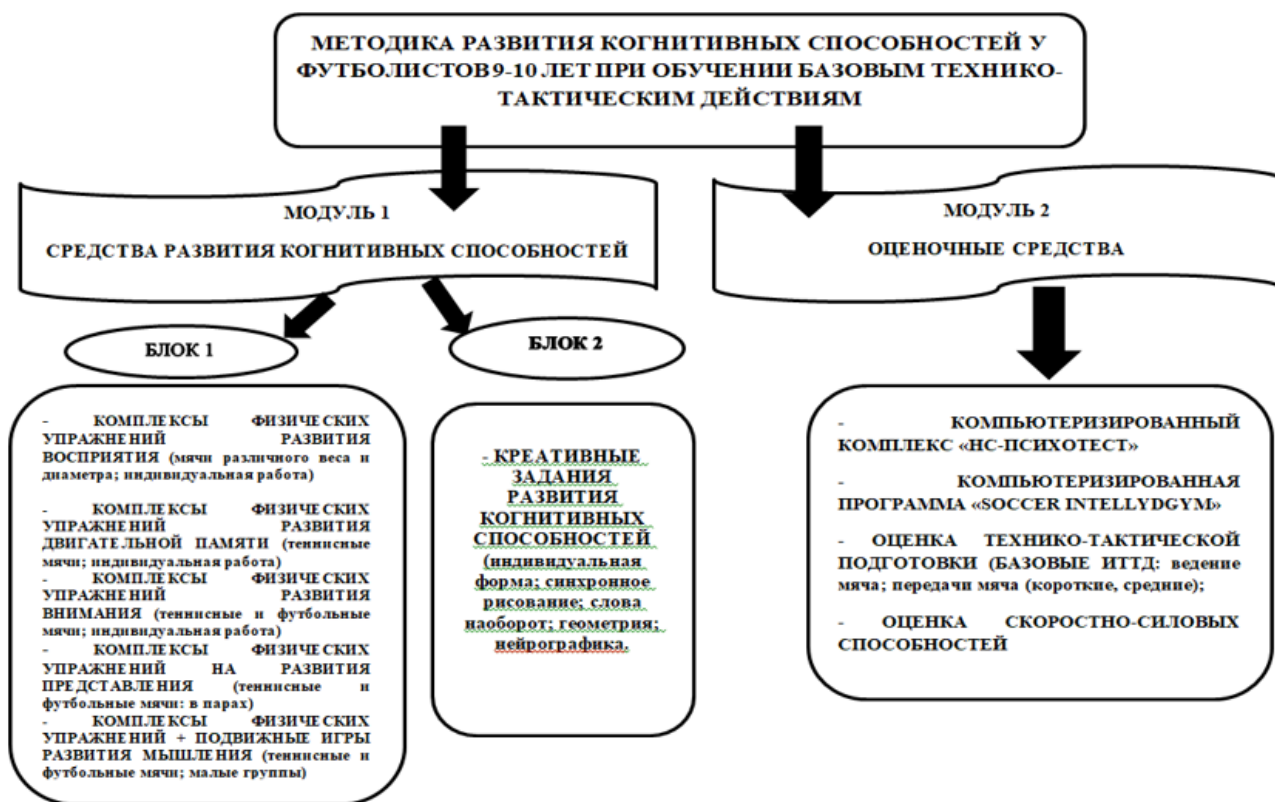 МЕТОДИКА РАЗВИТИЯ КОГНИТИВНЫХ СПОСОБНОСТЕЙ У
ФУТБОЛИСТОВ 9-10 ЛЕТ ПРИ ОБУЧЕНИИ БАЗОВЫМ ТЕХНИКО-
ТАКТИЧЕСКИМ ДЕЙСТВИЯМ
МОДУЛЬ 1
СРЕДСТВА РАЗВИТИЯ КОГНИТИВНЫХ СПОСОБНОСТЕЙ
МОДУЛЬ 2
ОЦЕНОЧНЫЕ СРЕДСТВА
БЛОК 1
- КОМПЛЕКСЫ ФИЗИЧЕСКИХ
УПРАЖНЕНИЙ РАЗВИТИЯ
ВОСПРИЯТИЯ (мячи различного веса и
диаметра; индивидуальная работа)
- КОМПЛЕКСЫ ФИЗИЧЕСКИХ
УПРАЖНЕНИЙ РАЗВИТИЯ
ДВИГАТЕЛЬНОЙ ПАМЯТИ (теннисные
мячи; индивидуальная работа)
- КОМПЛЕКСЫ ФИЗИЧЕСКИХ
УПРАЖНЕНИЙ РАЗВИТИЯ
ВНИМАНИЯ (теннисные и футбольные
мячи; индивидуальная работа)
- КОМПЛЕКСЫ ФИЗИЧЕСКИХ
УПРАЖНЕНИЙ НА РАЗВИТИЯ
ПРЕДСТАВЛЕНИЯ (теннисные и
футбольные мячи: в парах)
- КОМПЛЕКСЫ ФИЗИЧЕСКИХ
УПРАЖНЕНИЙ + ПОДВИЖНЫЕ ИГРЫ
РАЗВИТИЯ МЫШЛЕНИЯ (теннисные и
футбольные мячи; малые группы)
БЛОК 2
- КРЕАТИВНЫЕ
ЗАДАНИЯ
РАЗВИТИЯ
КОГНИТИВНЫХ
СПОСОБНОСТЕЙ
(индивидуальная
форма; синхронное
рисование; слова
наоборот; геометрия;
нейрографика.
- КОМПЬЮТЕРИЗИРОВАННЫЙ
КОМПЛЕКС «НС-ПСИХОТЕСТ»
- КОМПЬЮТЕРИЗИРОВАННАЯ
ПРОГРАММА «SOCCER INTELLYDGYM»
- ОЦЕНКА ТЕХНИКО-ТАКТИЧЕСКОЙ
ПОДГОТОВКИ (БАЗОВЫЕ ИТТД: ведение
мяча; передачи мяча (короткие, средние);
- ОЦЕНКА СКОРОСТНО-СИЛОВЫХ
СПОСОБНОСТЕЙ